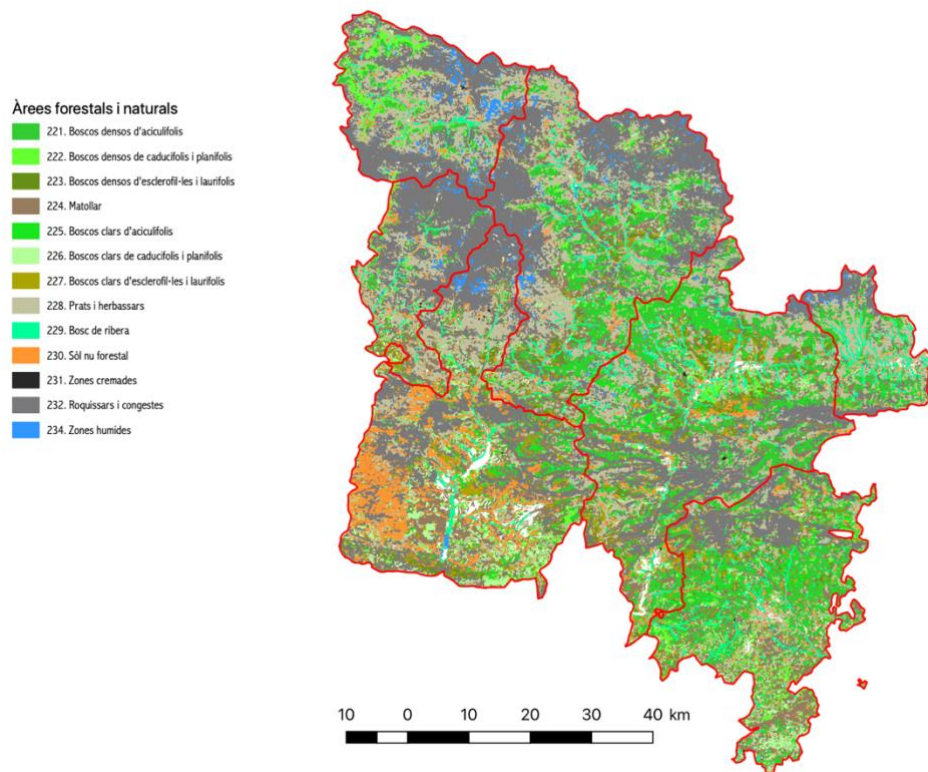 Àrees forestals i naturals
221. Boscos densos d'aciculifolis
222. Boscos densos de caducifolis i planifolis
223. Boscos densos d'esclerofil·les i laurifolis
224. Matollar
225. Boscos clars d'aciculifolis
226. Boscos clars de caducifolis i planifolis
227. Boscos clars d'esclerofil·les i laurifolis
228. Prats i herbassars
229. Bosc de ribera
230. Sòl nu forestal
231. Zones cremades
232. Roquissars i congestes
234. Zones humides
10 0 10 20 30 40 km